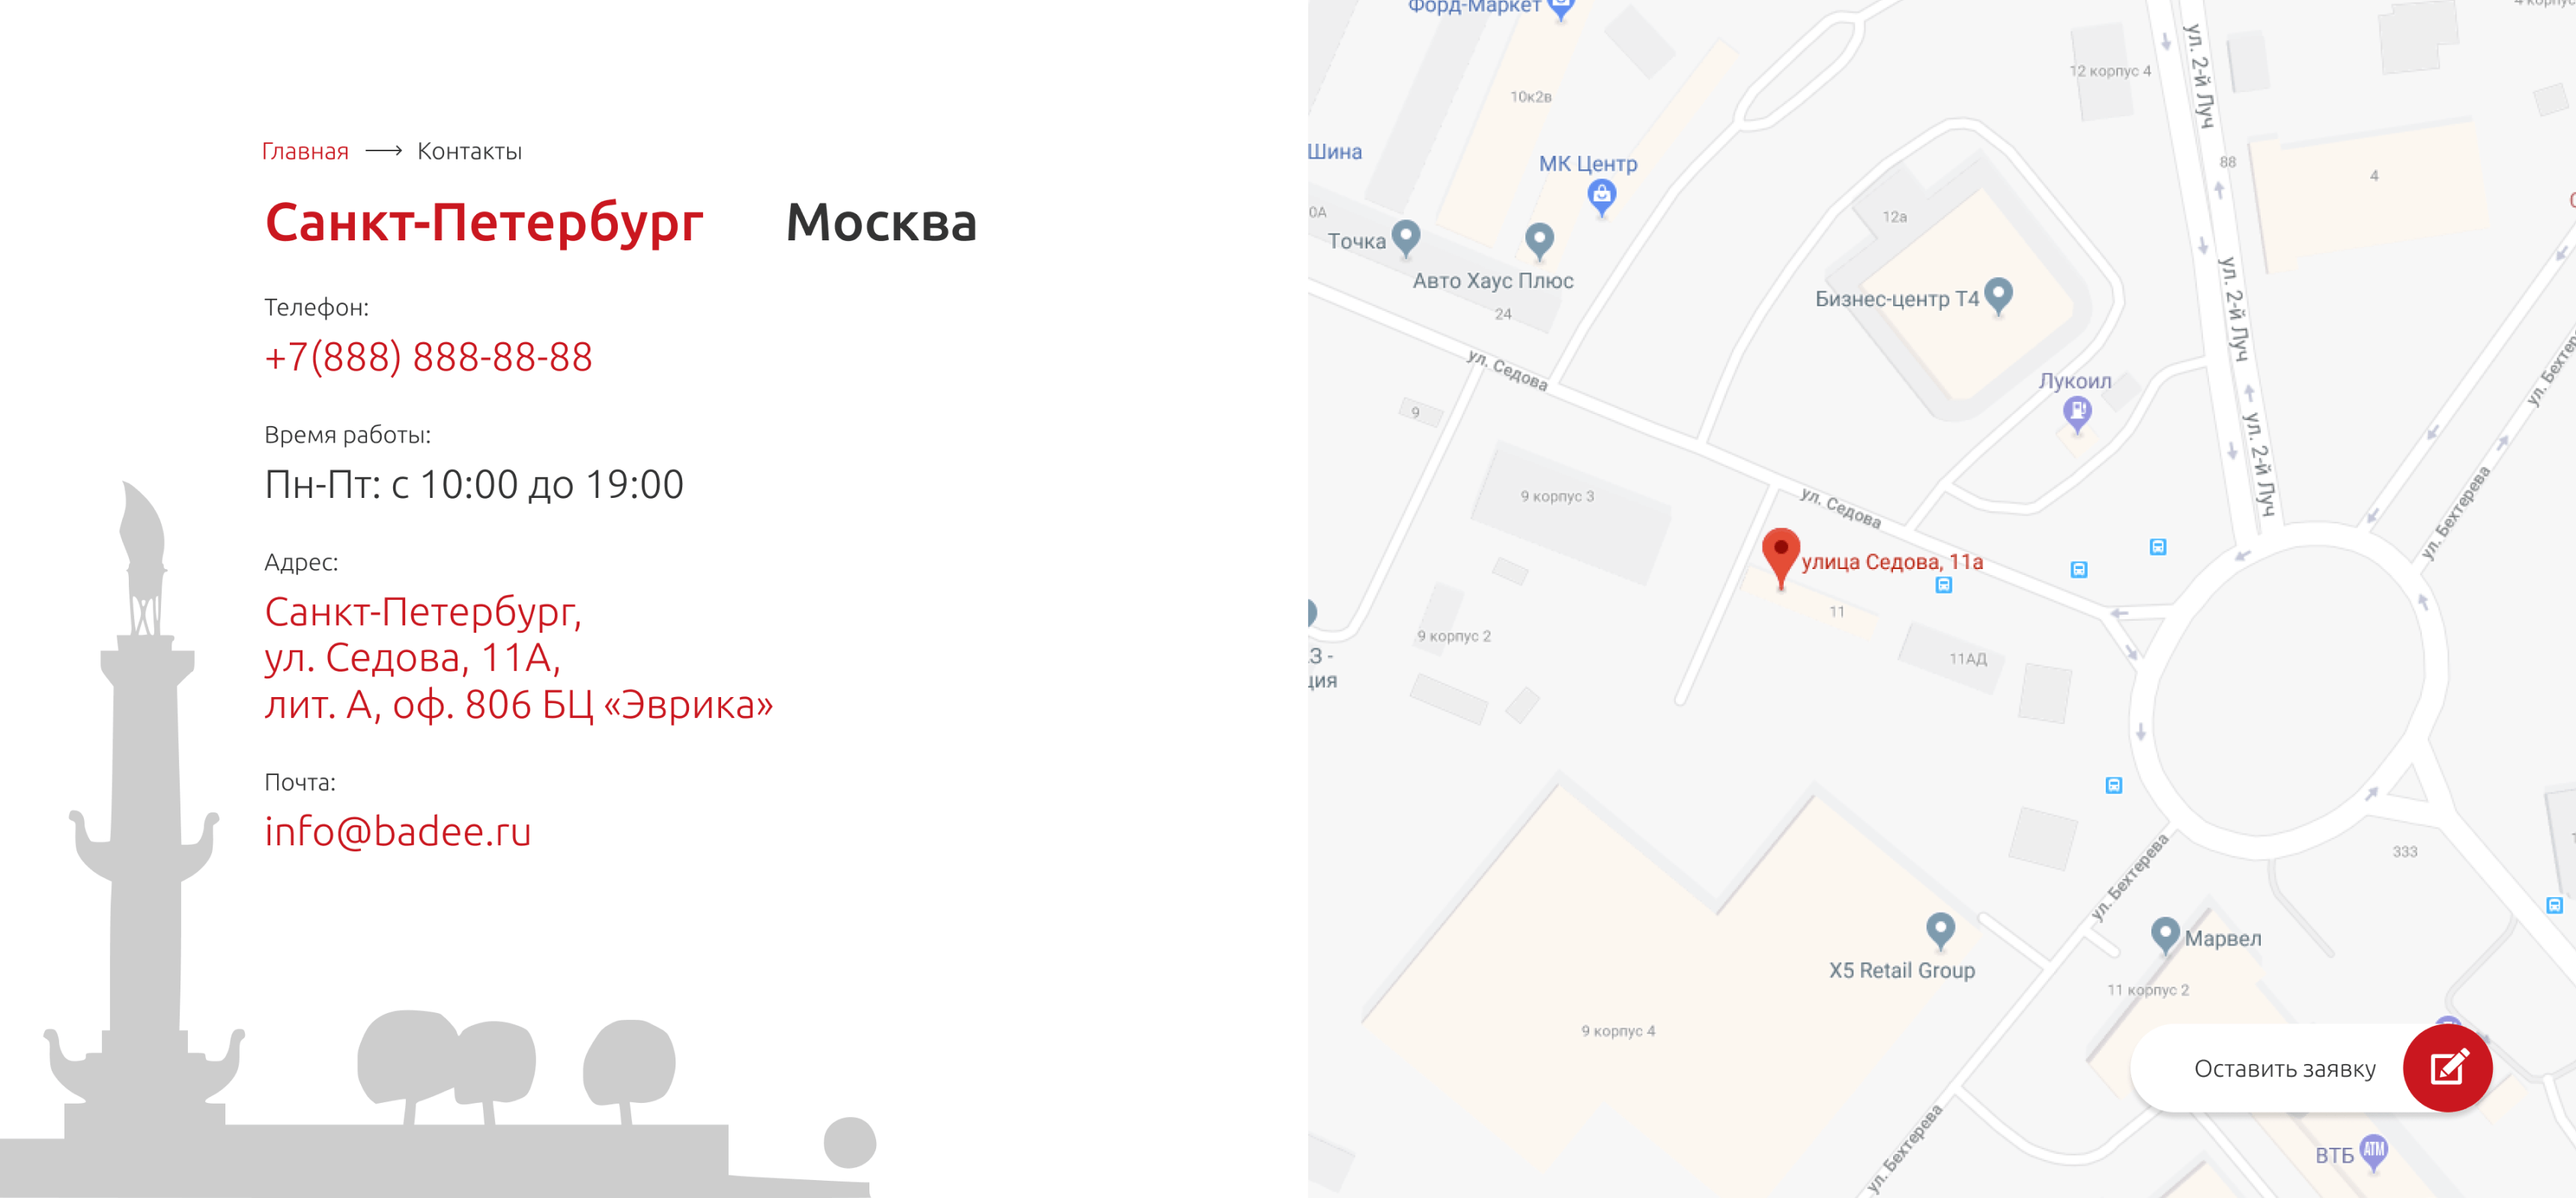 Главная → Контакты
Санкт-Петербург Москва
Телефон:
+7(888) 888-88-88
Время работы:
Пн-Пт: с 10:00 до 19:00
Адрес:
Санкт-Петербург,
ул. Седова, 11А,
лит. А, оф. 806 БЦ «Эврика»
Почта:
info@badee.ru
Форд-Маркет
10к2в
12 корпус 4
ул. 2-й Луч
Шина
МК Центр
88
4
0А
12а
Точка
Авто Хаус Плюс
24
Бизнес-центр Т4
ул. 2-й Луч
ул. Седова
Лукоил
9
ул. 2-й Луч
9 корпус 3
ул. Седова
ул. Бехтерева
улица Седова, 11а
11
9 корпус 2
11АД
333
ул. Бехтерева
Марвел
X5 Retail Group
11 корпус 2
9 корпус 4
Оставить заявку
ул. Бехтерева
ВТБ
ATM